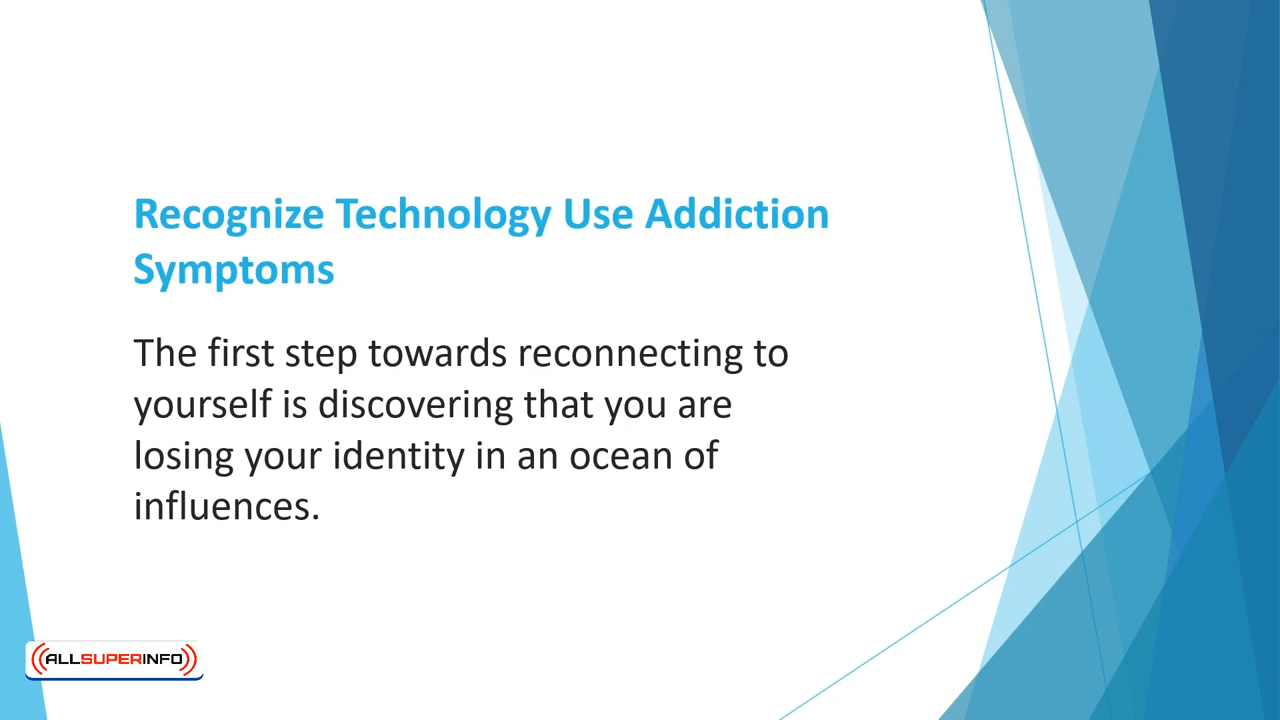 Recognize Technology Use Addiction
Symptoms
The first step towards reconnecting to
yourself is discovering that you are
losing your identity in an ocean of
influences.
ALLSUPERINFO